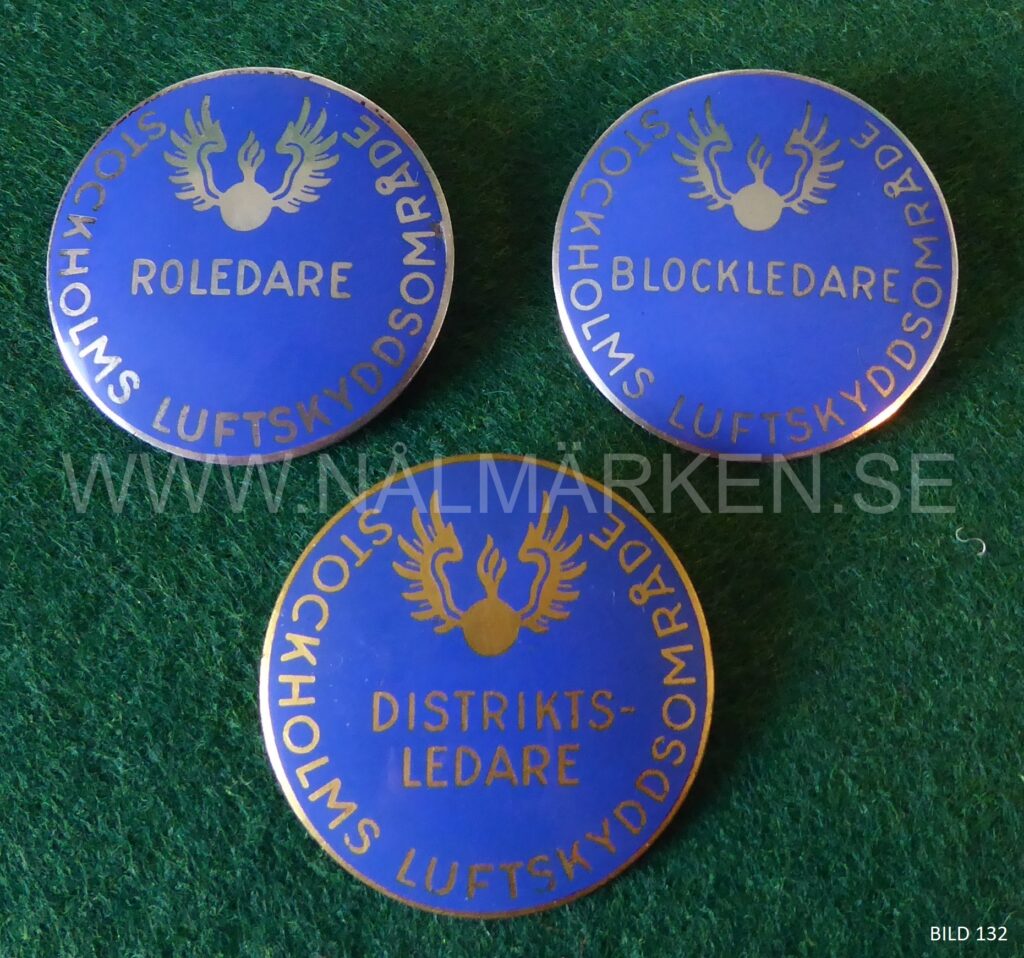 STOCKHOLMS LUFTSKYDDSOMRÅDE
ROLEDARE
STOCKHOLMS LUFTSKYDDSOMRÅDE
BLOCKLEDARE
WWW.NÅLMÄRKEN.SE
STOCKHOLMS LUFTSKYDDSOMRÅDE
DISTRIKTS-
LEDARE
BILD 132